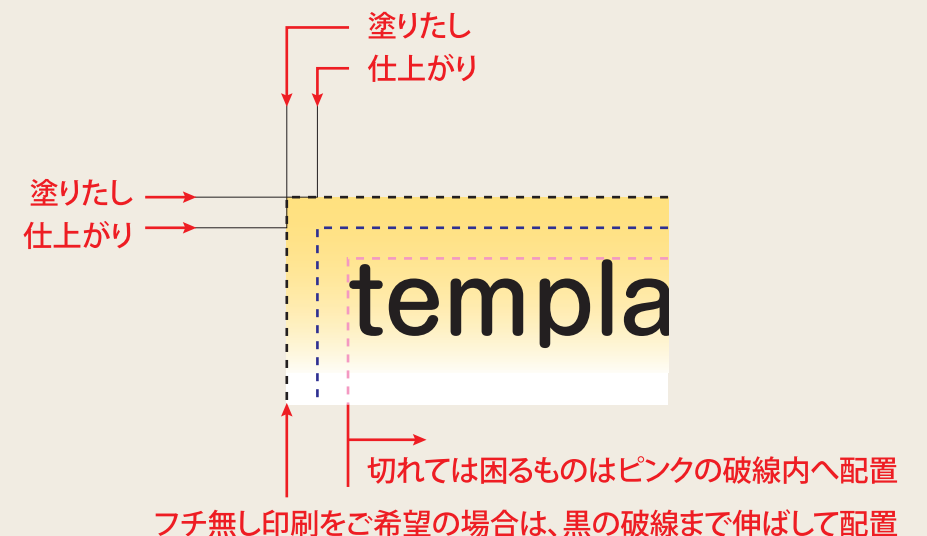 塗りたし
仕上がり
塗りたし
仕上がり
templa
切れては困るものはピンクの破線内へ配置
フチ無し印刷をご希望の場合は、黒の破線まで伸ばして配置